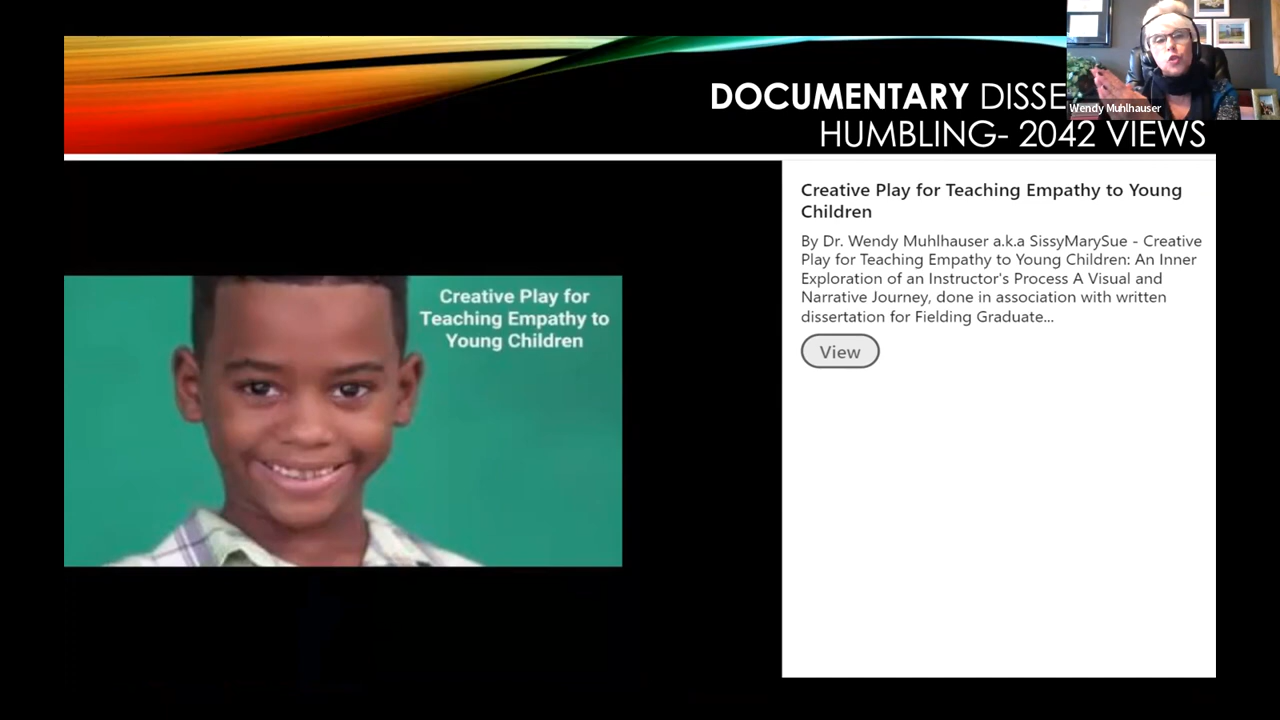 DOCUMENTARY DISSE
HUMBLING- 2042 VIEWS
Wendy Muhlhauser
Creative Play for
Teaching Empathy to
Young Children
Creative Play for Teaching Empathy to Young
Children
By Dr. Wendy Muhlhauser a.k.a SissyMarySue - Creative
Play for Teaching Empathy to Young Children: An Inner
Exploration of an Instructor's Process A Visual and
Narrative Journey, done in association with written
dissertation for Fielding Graduate...
View